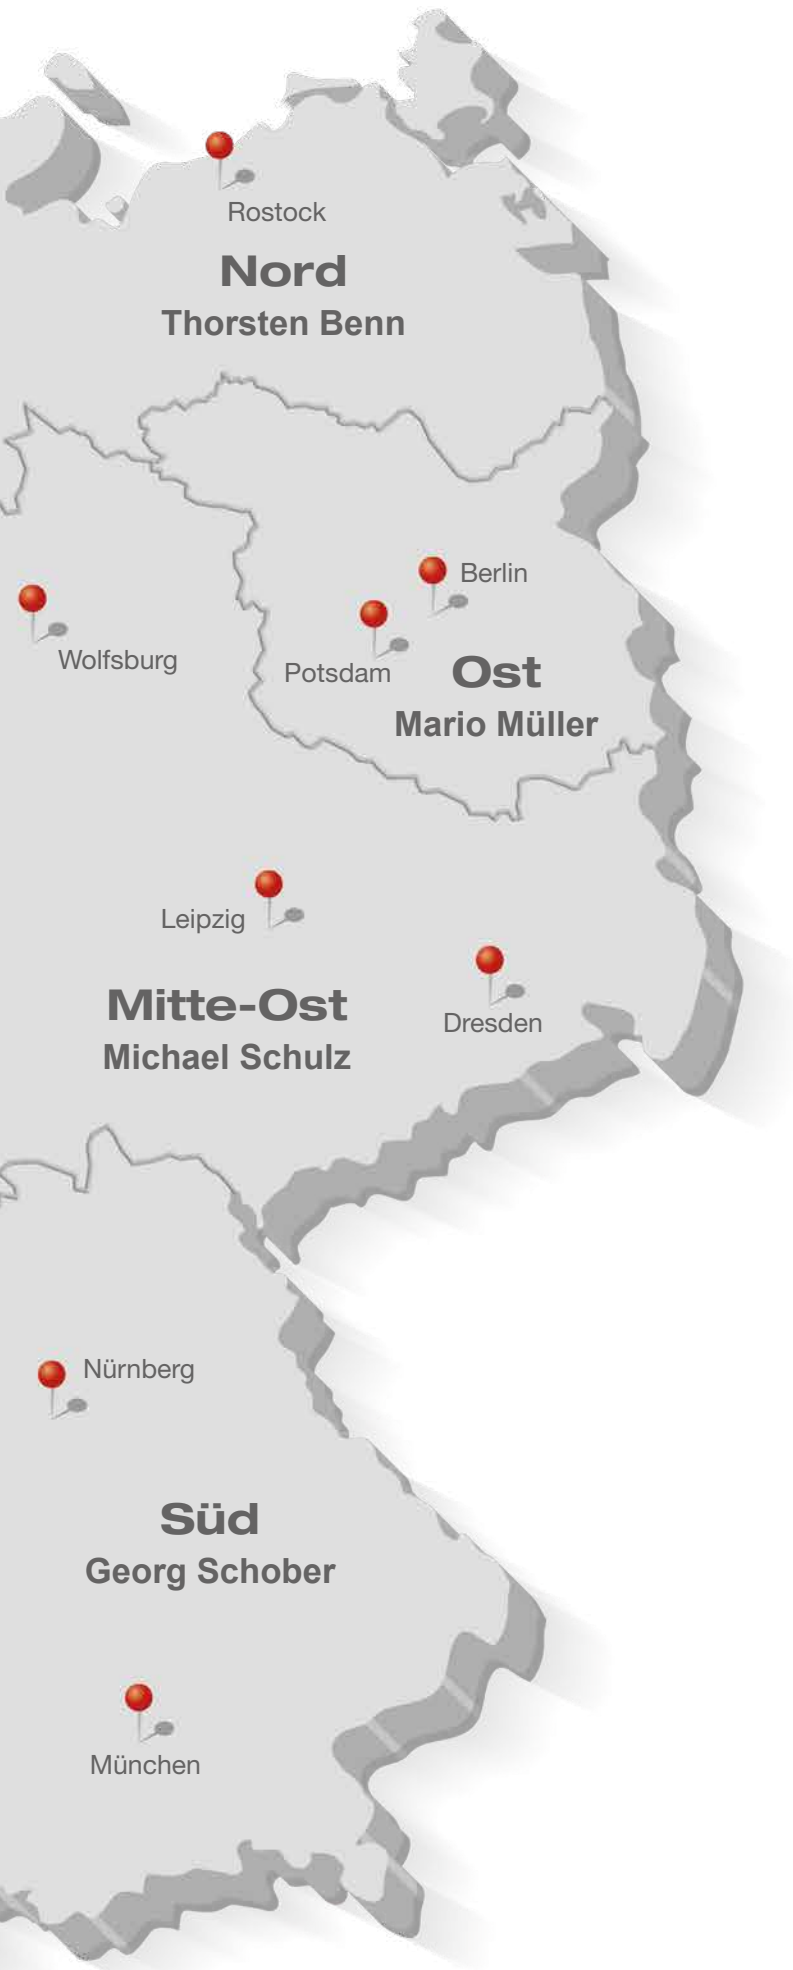 Rostock
Nord
Thorsten Benn
Berlin
Wolfsburg
Potsdam
Ost
Mario Müller
Leipzig
Mitte-Ost
Michael Schulz
Dresden
Nürnberg
Süd
Georg Schober
München